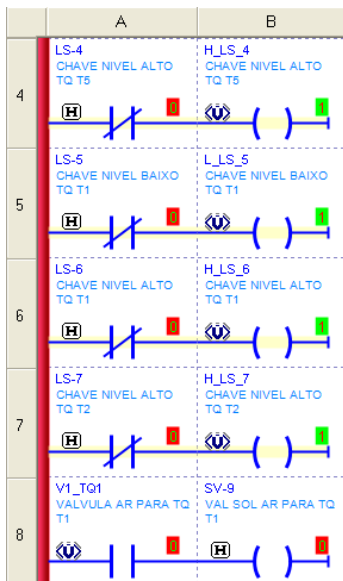 A B
4
LS-4 H_LS_4
CHAVE NIVEL ALTO CHAVE NIVEL ALTO
TQ T5 TQ T5
H 0 U 1
5
LS-5 L_LS_5
CHAVE NIVEL BAIXO CHAVE NIVEL BAIXO
TQ T1 TQ T1
H 0 U 1
6
LS-6 H_LS_6
CHAVE NIVEL ALTO CHAVE NIVEL ALTO
TQ T1 TQ T1
H 0 U 1
7
LS-7 H_LS_7
CHAVE NIVEL ALTO CHAVE NIVEL ALTO
TQ T2 TQ T2
H 0 U 1
8
V1_TQ1 SV-9
VALVULA AR PARA TQ VAL SOL AR PARA TQ
T1 T1
U 0 H 0